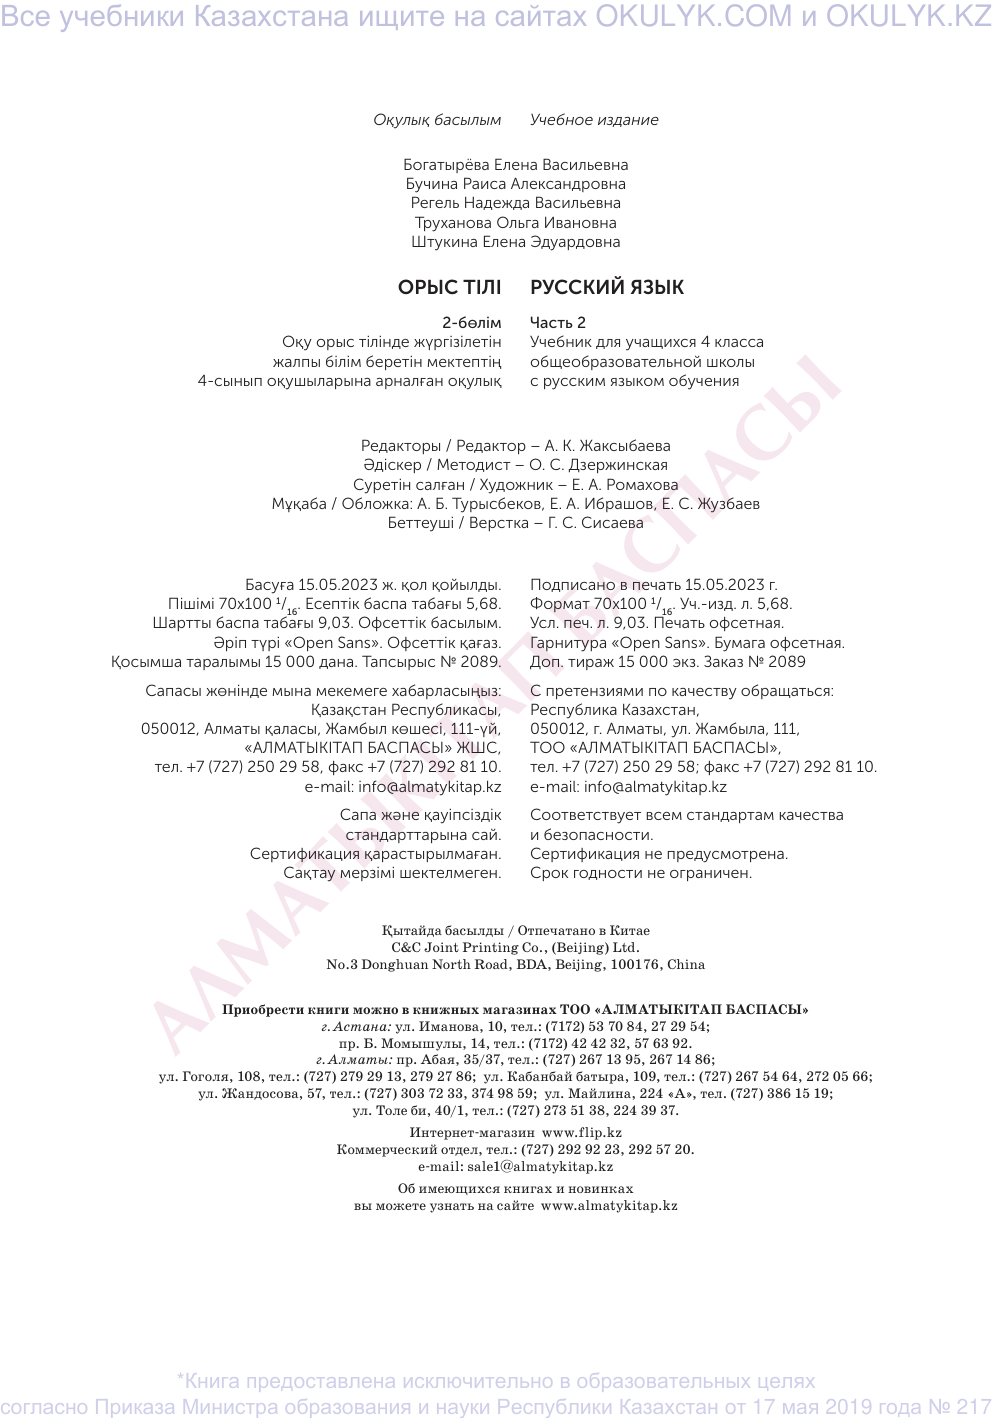 Все учебники Казахстана ищите на сайтах OKULYK.COM и OKULYK.KZ
Оқулық басылым
Учебное издание
Богатырёва Елена Васильевна
Бучина Раиса Александровна
Регель Надежда Васильевна
Труханова Ольга Ивановна
Штукина Елена Эдуардовна
ОРЫС ТІЛІ
2-бөлім
Оқу орыс тілінде жүргізілетін
жалпы білім беретін мектептің
4-сынып оқушыларына арналған оқулық
РУССКИЙ ЯЗЫК
Часть 2
Учебник для учащихся 4 класса
общеобразовательной школы
с русским языком обучения
Редакторы / Редактор – А. К. Жаксыбаева
Әдіскер / Методист – О. С. Дзержинская
Суретін салған / Художник – Е. А. Ромахова
Мұқаба / Обложка: А. Б. Турысбеков, Е. А. Ибрашов, Е. С. Жузбаев
Беттеуші / Верстка – Г. С. Сисаева
Басуға 15.05.2023 ж. қол қойылды.
Пішімі 70х100 1/16. Есептік баспа табағы 5,68.
Шартты баспа табағы 9,03. Офсеттік басылым.
Әріп түрі «Open Sans». Офсеттік қағаз.
Қосымша таралымы 15 000 дана. Тапсырыс № 2089.
Сапасы жөнінде мына мекемеге хабарласыңыз:
Қазақстан Республикасы,
050012, Алматы қаласы, Жамбыл көшесі, 111-үй,
«АЛМАТЫКІТАП БАСПАСЫ» ЖШС,
тел. +7 (727) 250 29 58, факс +7 (727) 292 81 10.
e-mail: info@almatykitap.kz
Сапа және қауіпсіздік
стандарттарына сай.
Сертификация қарастырылмаған.
Сақтау мерзімі шектелмеген.
Подписано в печать 15.05.2023 г.
Формат 70х100 1/16. Уч.-изд. л. 5,68.
Усл. печ. л. 9,03. Печать офсетная.
Гарнитура «Open Sans». Бумага офсетная.
Доп. тираж 15 000 экз. Заказ № 2089
С претензиями по качеству обращаться:
Республика Казахстан,
050012, г. Алматы, ул. Жамбыла, 111,
ТОО «АЛМАТЫКІТАП БАСПАСЫ»,
тел. +7 (727) 250 29 58; факс +7 (727) 292 81 10.
e-mail: info@almatykitap.kz
Соответствует всем стандартам качества
и безопасности.
Сертификация не предусмотрена.
Срок годности не ограничен.
АЛМАТЫКІТАП БАСПАСЫ
Қытайда басылды / Отпечатано в Китае
C&C Joint Printing Co., (Beijing) Ltd.
No.3 Donghuan North Road, BDA, Beijing, 100176, China
Приобрести книги можно в книжных магазинах ТОО «АЛМАТЫКІТАП БАСПАСЫ»
г. Астана: ул. Иманова, 10, тел.: (7172) 53 70 84, 27 29 54;
пр. Б. Момышулы, 14, тел.: (7172) 42 42 32, 57 63 92.
г. Алматы: пр. Абая, 35/37, тел.: (727) 267 13 95, 267 14 86;
ул. Гоголя, 108, тел.: (727) 279 29 13, 279 27 86; ул. Кабанбай батыра, 109, тел.: (727) 267 54 64, 272 05 66;
ул. Жандосова, 57, тел.: (727) 303 72 33, 374 98 59; ул. Майлина, 224 «А», тел. (727) 386 15 19;
ул. Толе би, 40/1, тел.: (727) 273 51 38, 224 39 37.
Интернет-магазин www.flip.kz
Коммерческий отдел, тел.: (727) 292 92 23, 292 57 20.
e-mail: sale1@almatykitap.kz
Об имеющихся книгах и новинках
вы можете узнать на сайте www.almatykitap.kz
*Книга предоставлена исключительно в образовательных целях
согласно Приказа Министра образования и науки Республики Казахстан от 17 мая 2019 года № 217